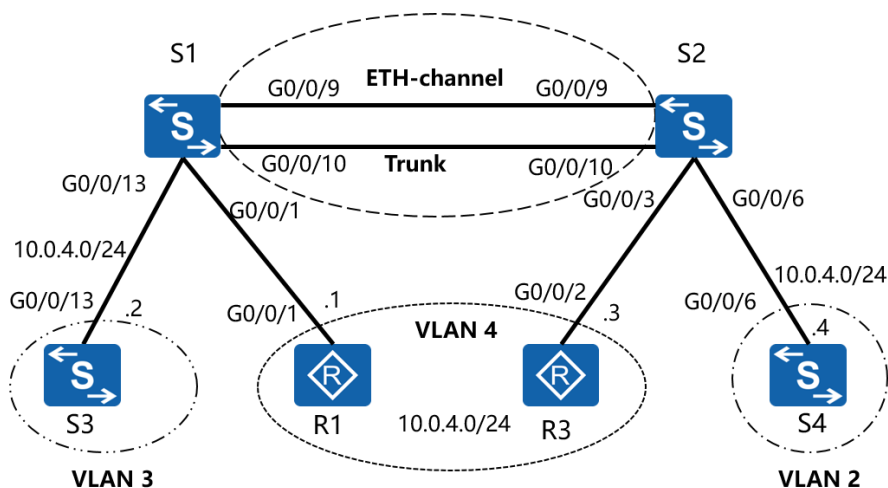 S1
S2
ETH-channel
G0/0/9
G0/0/9
G0/0/10
Trunk
G0/0/10
G0/0/13
G0/0/1
G0/0/3
G0/0/6
10.0.4.0/24
10.0.4.0/24
G0/0/13
.2
G0/0/1
.1
G0/0/2
.3
G0/0/6
.4
VLAN 4
S
S
S
R
R
S
S3
R1
10.0.4.0/24
R3
S4
VLAN 3
VLAN 2